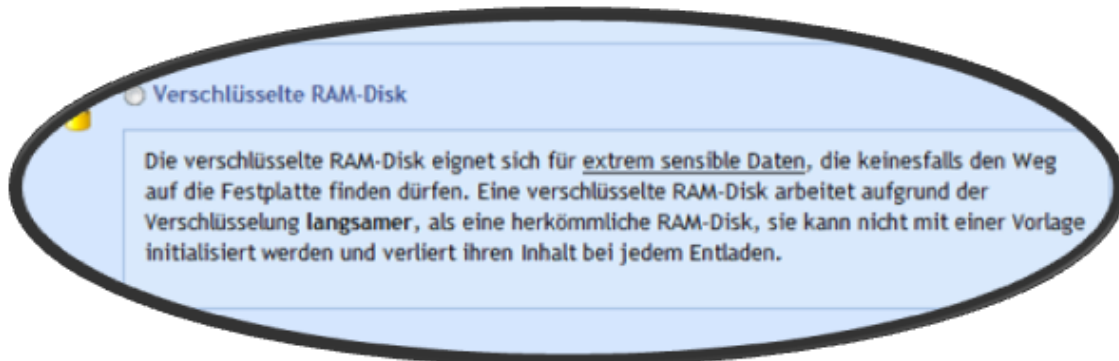 Verschlüsselte RAM-Disk
Die verschlüsselte RAM-Disk eignet sich für extrem sensible Daten, die keinesfalls den Weg
auf die Festplatte finden dürfen. Eine verschlüsselte RAM-Disk arbeitet aufgrund der
Verschlüsselung langsamer, als eine herkömmliche RAM-Disk, sie kann nicht mit einer Vorlage
initialisiert werden und verliert ihren Inhalt bei jedem Entladen.